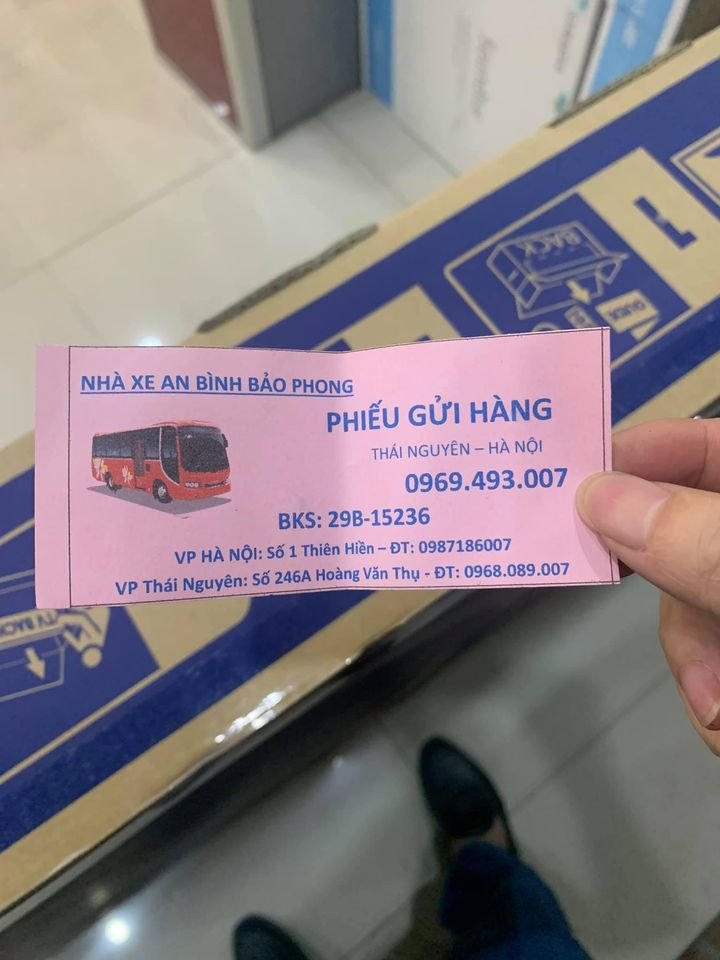 NHÀ XE AN BÌNH BẢO PHONG
PHIẾU GỬI HÀNG
THÁI NGUYÊN – HÀ NỘI
0969.493.007
BKS: 29B-15236
VP HÀ NỘI: Số 1 Thiên Hiền – ĐT: 0987186007
VP Thái Nguyên: Số 246A Hoàng Văn Thụ - ĐT: 0968.089.007
BACK